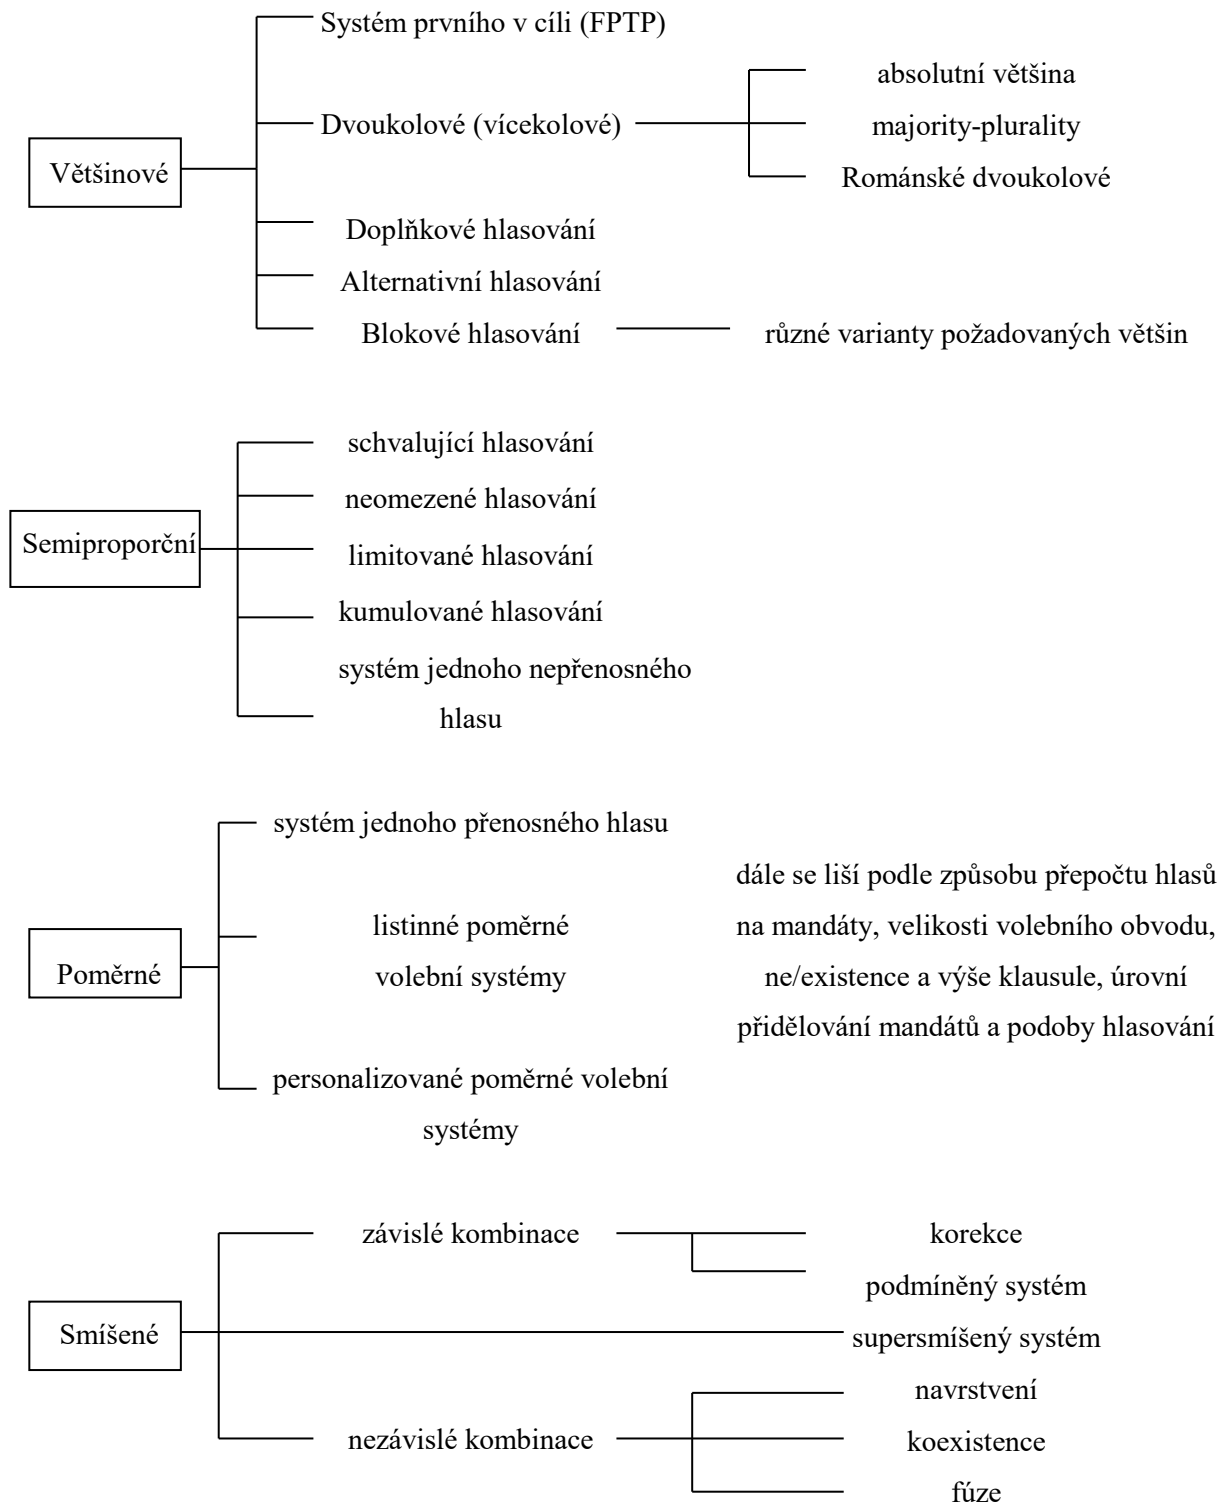 Systém prvního v cíli (FPTP)
absolutní většina
Dvoukolové (vícekolové)
majority-plurality
Většinové
Románské dvoukolové
Doplňkové hlasování
Alternativní hlasování
Blokové hlasování
různé varianty požadovaných většin
schvalující hlasování
neomezené hlasování
Semiproporční
limitované hlasování
kumulované hlasování
systém jednoho nepřenosného
hlasu
systém jednoho přenosného hlasu
dále se liší podle způsobu přepočtu hlasů
na mandáty, velikosti volebního obvodu,
ne/existence a výše klausule, úrovní
přidělování mandátů a podoby hlasování
listinné poměrné
volební systémy
Poměrné
personalizované poměrné volební
systémy
závislé kombinace
korekce
podmíněný systém
Smíšené
supersmíšený systém
navrstvení
nezávislé kombinace
koexistence
fúze